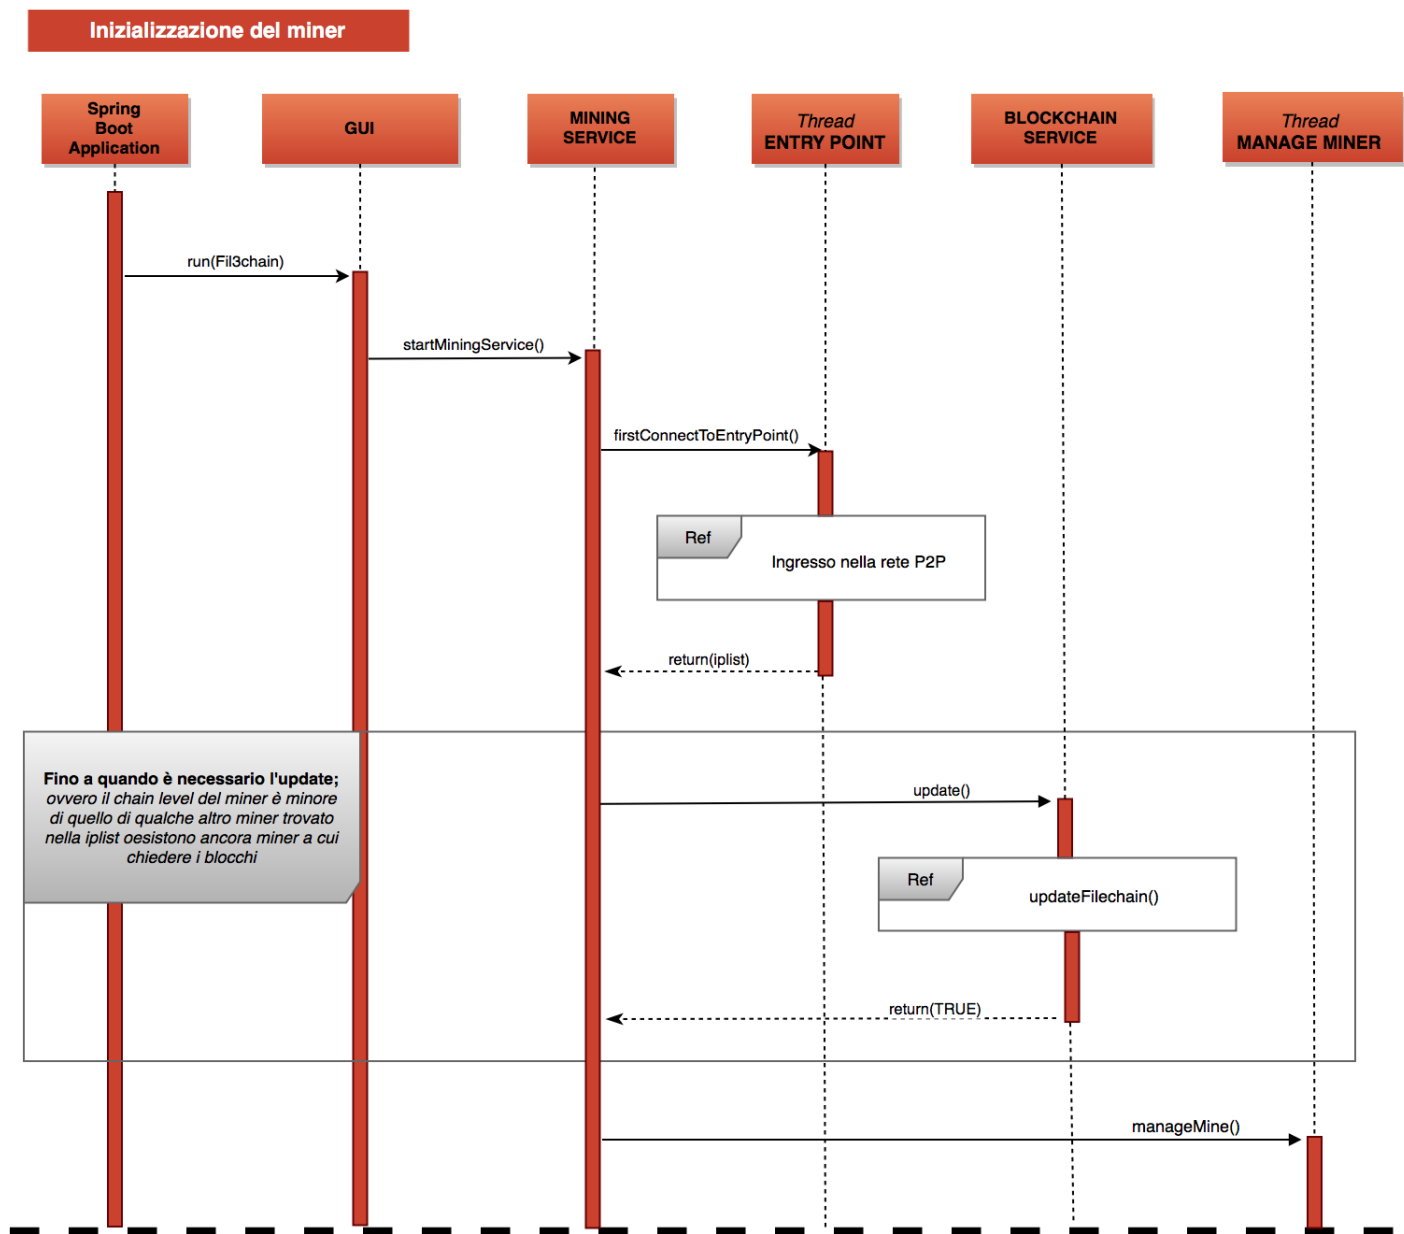 Inizializzazione del miner
Spring
Boot
Application
GUI
MINING
SERVICE
Thread
ENTRY POINT
BLOCKCHAIN
SERVICE
Thread
MANAGE MINER
run(Fil3chain)
startMiningService()
firstConnectToEntryPoint()
Ref
Ingresso nella rete P2P
return(iplist)
Fino a quando è necessario l'update;
ovvero il chain level del miner è minore
di quello di qualche altro miner trovato
nella iplist oesistono ancora miner a cui
chiedere i blocchi
update()
Ref
updateFilechain()
return(TRUE)
manageMine()